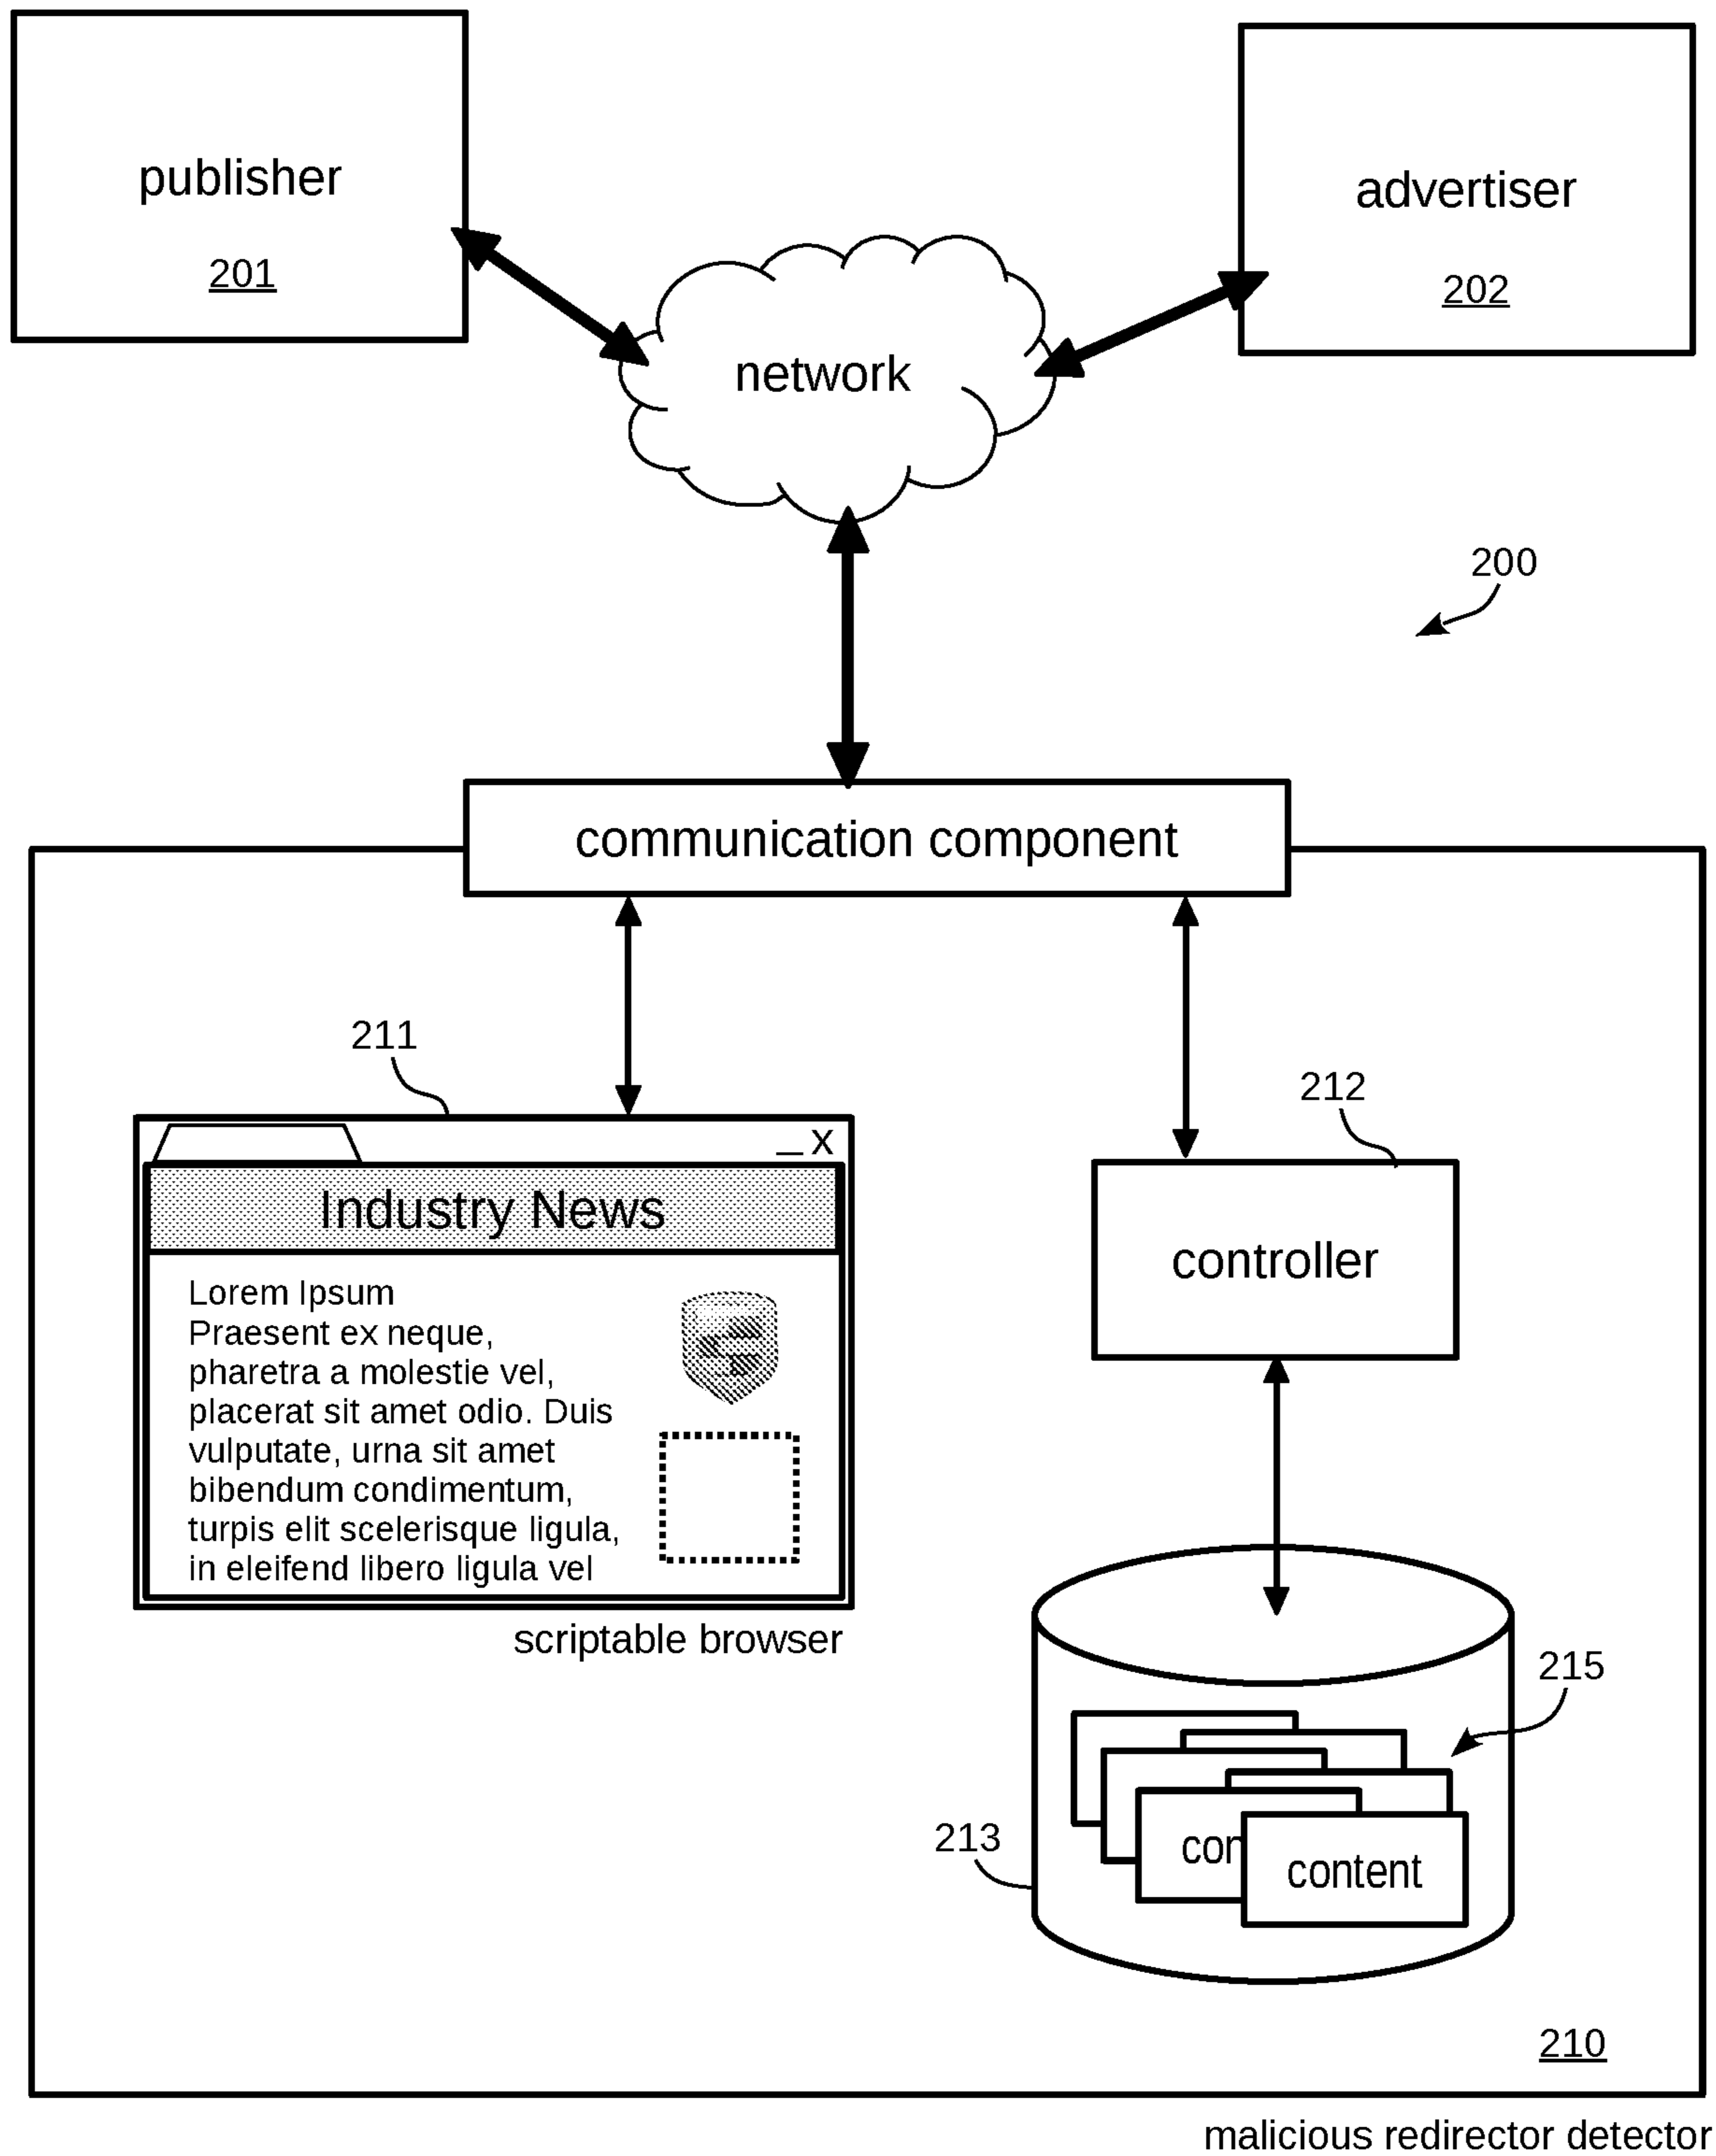 publisher
201
advertiser
202
network
200
communication component
211
_ X
Industry News
Lorem Ipsum
Praesent ex neque,
pharetra a molestie vel,
placerat sit amet odio. Duis
vulputate, urna sit amet
bibendum condimentum,
turpis elit scelerisque ligula,
in eleifend libero ligula vel
scriptable browser
212
controller
215
213
con
content
210
malicious redirector detector